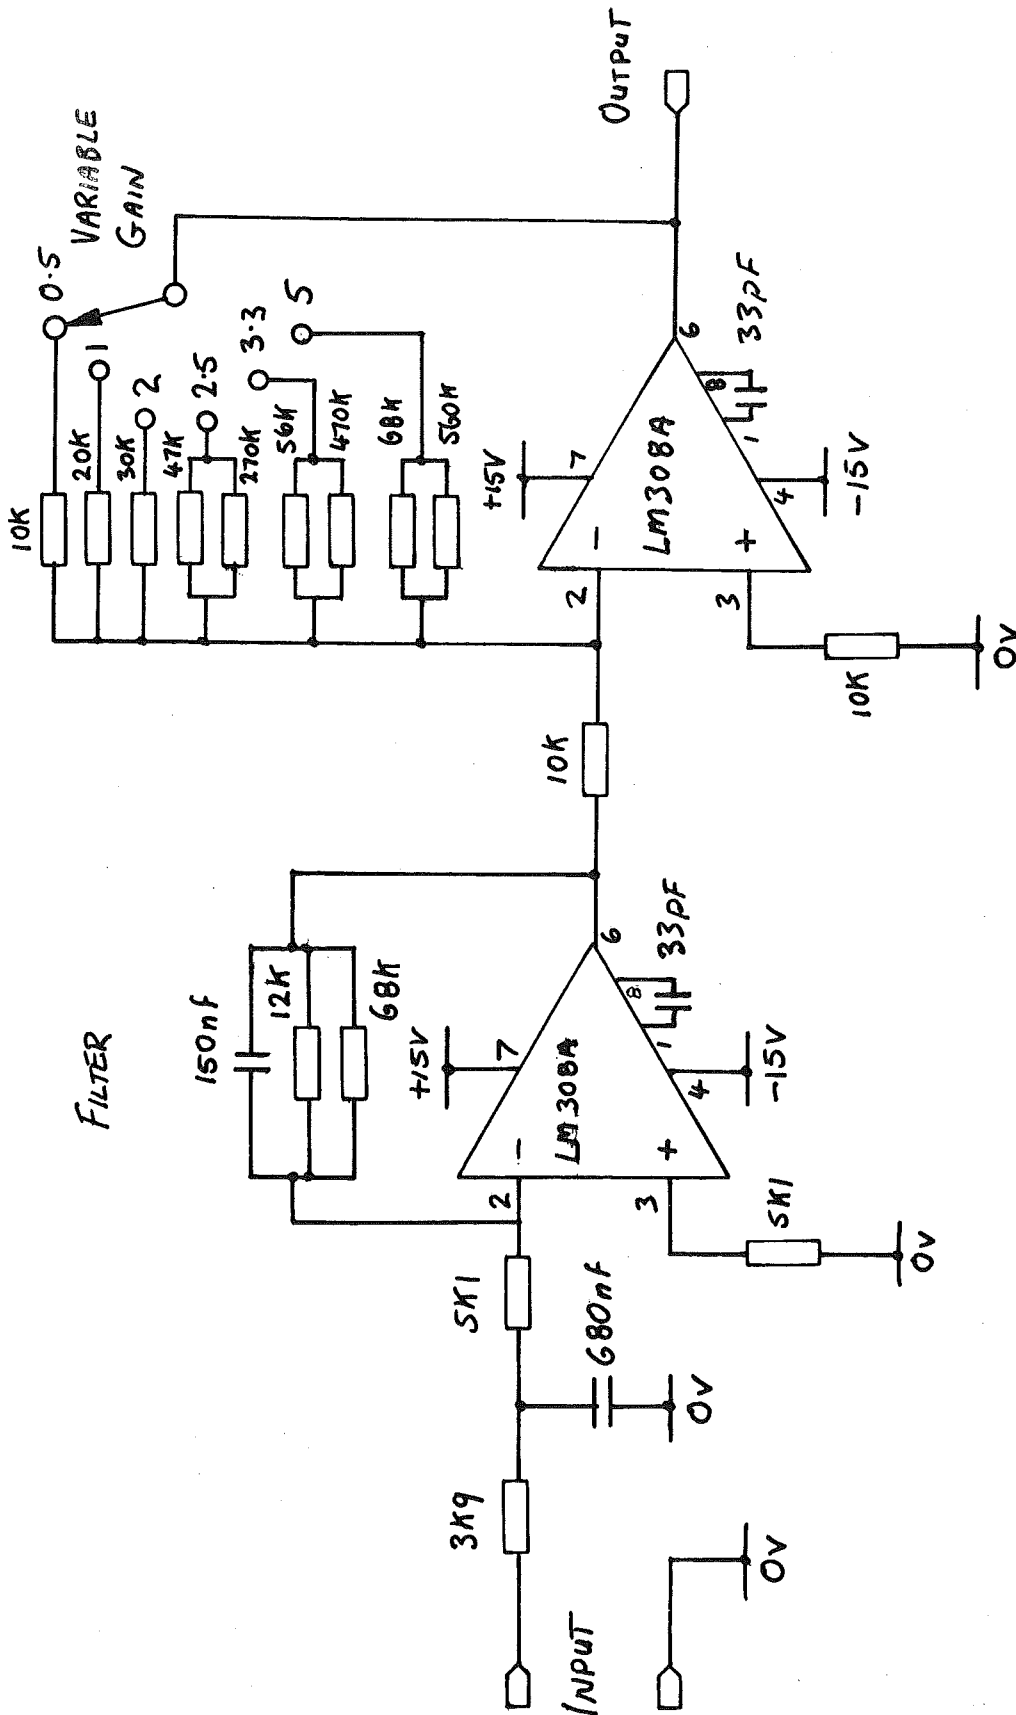 FILTER
VARIABLE
GAIN
150nf
12K
68K
10K
20K
30K
47K
270K
56K
470K
68K
560K
0.5
1
2
2.5
3.3
5
INPUT
3K9
5K1
680nf
0V
0V
2
3
-
+
LM308A
+15V
7
6
8
1
33pF
4
-15V
5K1
0V
10K
2
3
-
+
LM308A
+15V
7
6
8
1
33pF
4
-15V
10K
0V
OUTPUT